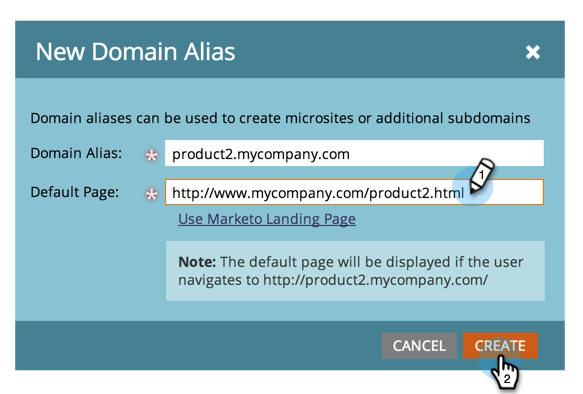 New Domain Alias
Domain aliases can be used to create microsites or additional subdomains
Domain Alias: * product2.mycompany.com
Default Page: * http://www.mycompany.com/product2.html 1
Use Marketo Landing Page
Note: The default page will be displayed if the user
navigates to http://product2.mycompany.com/
CANCEL CREATE
2